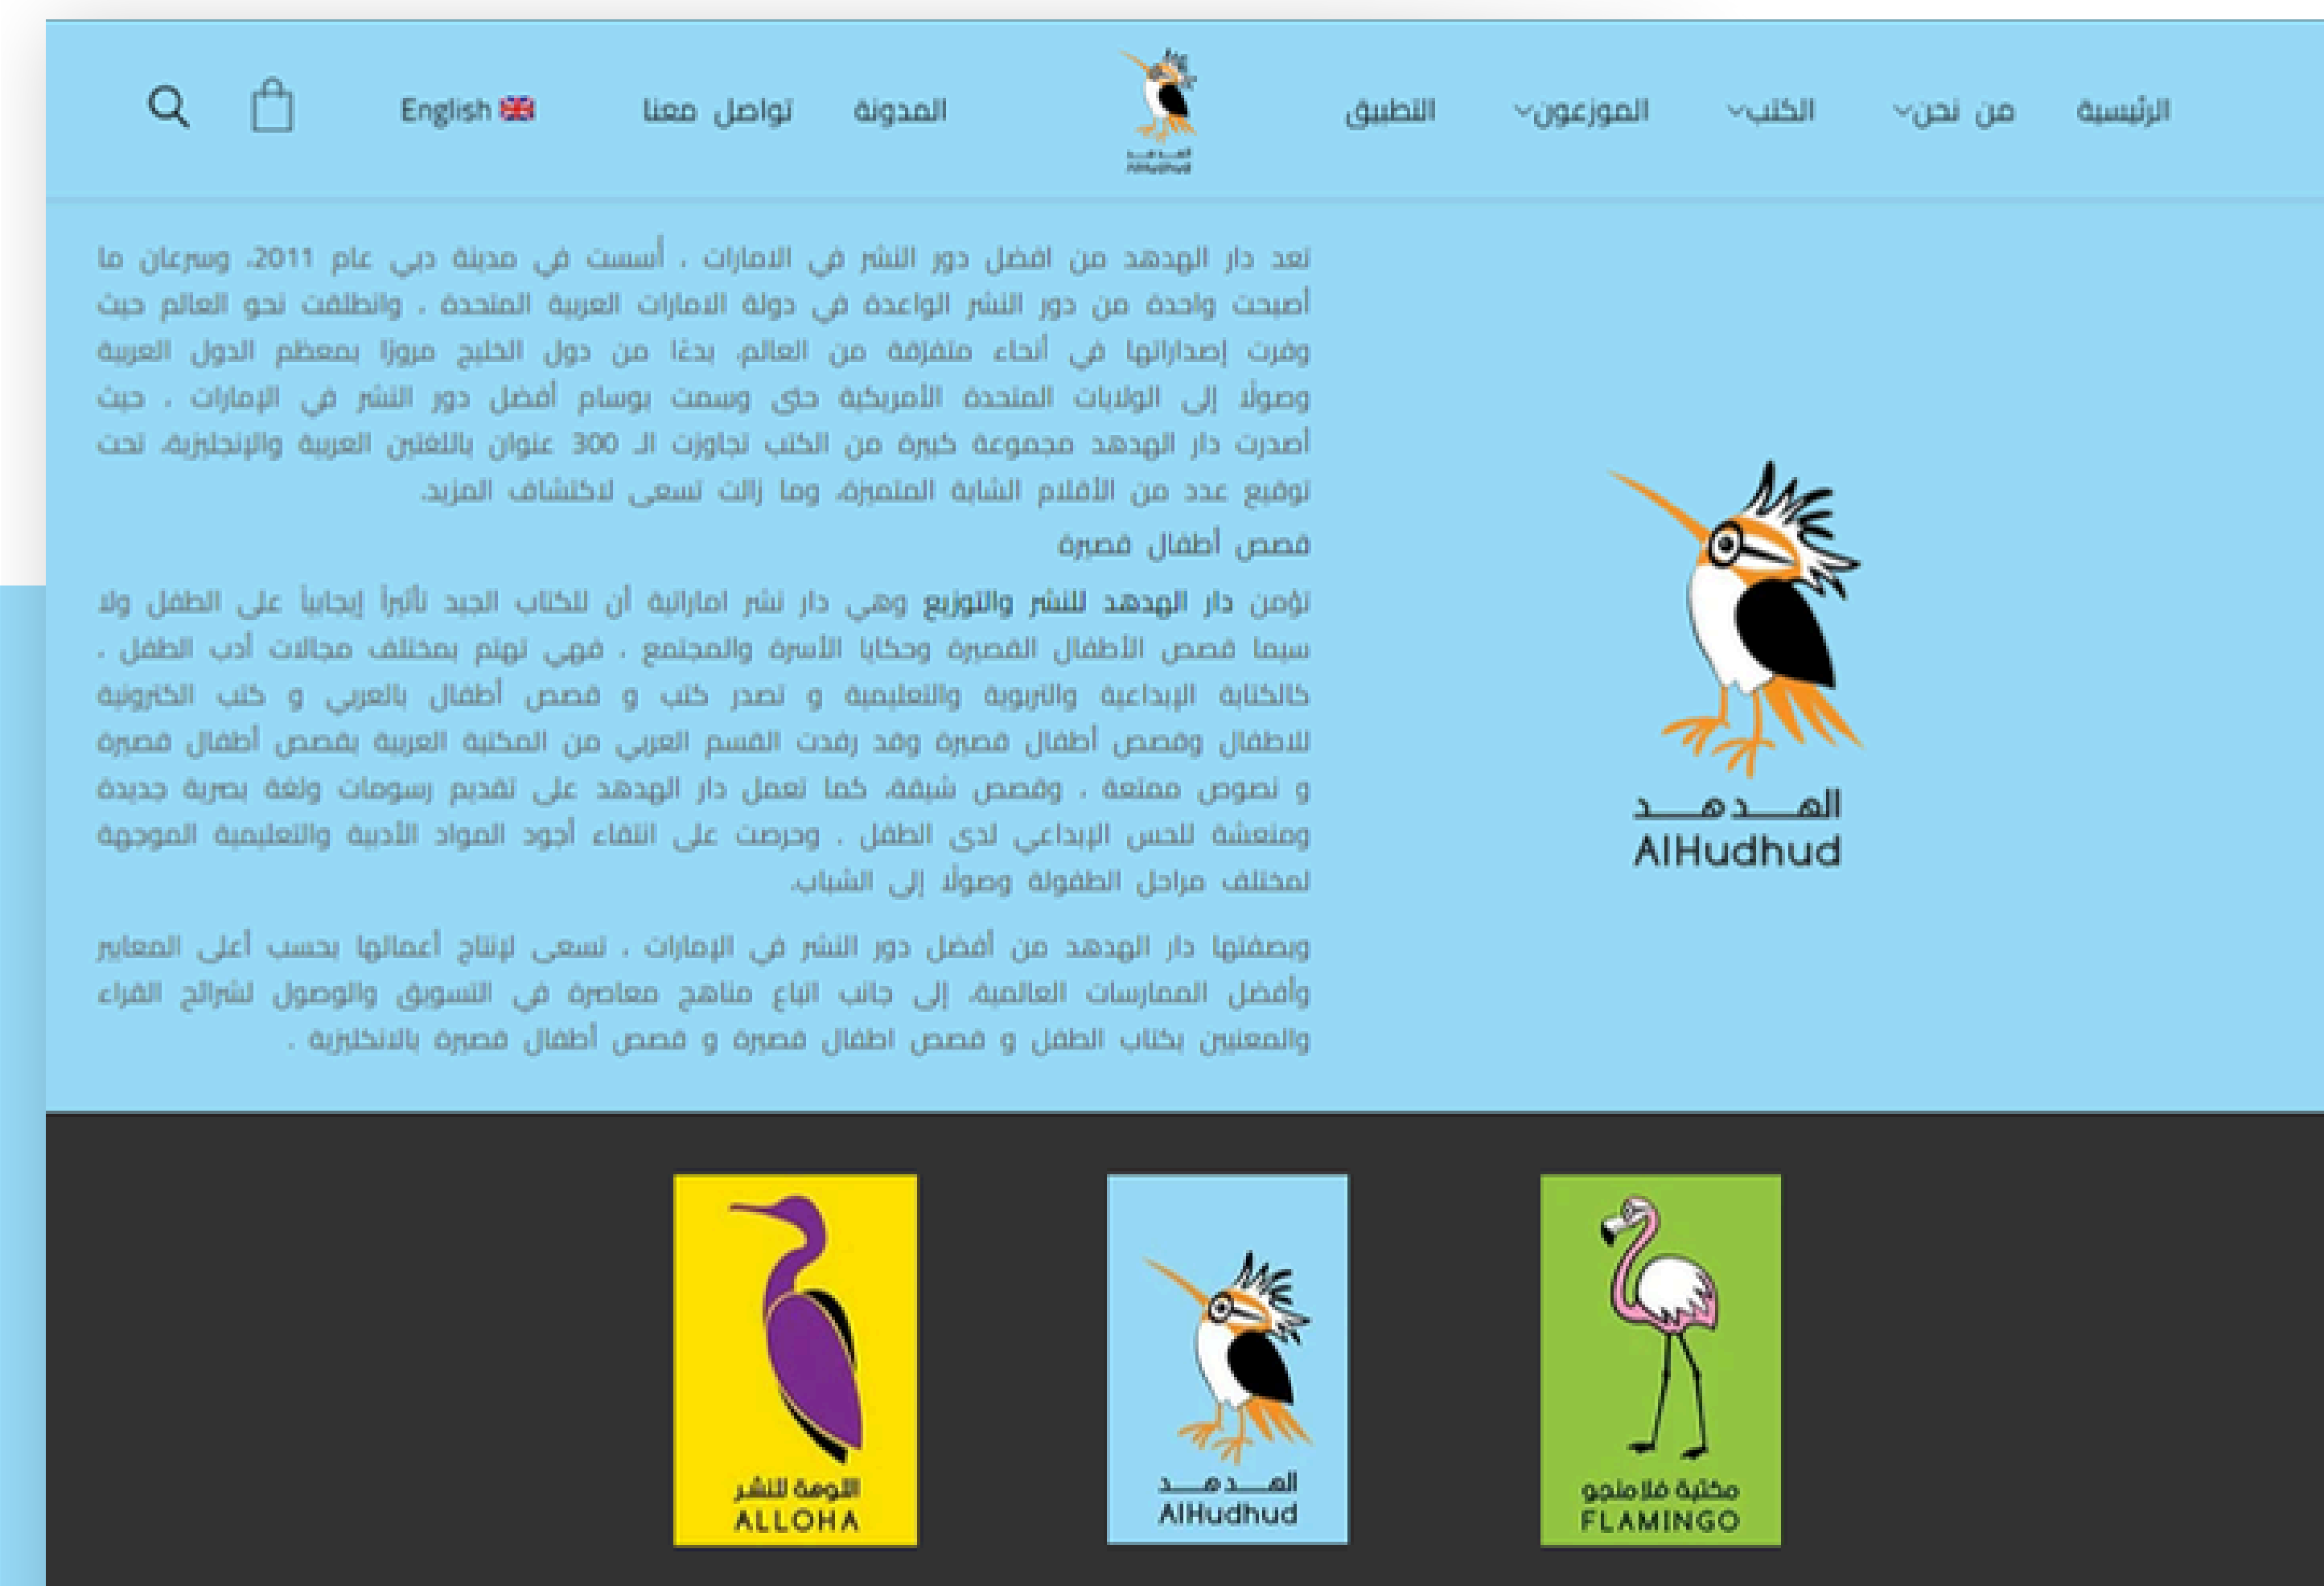 الرئيسية
من نحن
الكتب
الموزعون
التطبيق
الهدهد
AlHudhud
المدونة
تواصل معنا
English
تعد دار الهدهد من افضل دور النشر في الامارات ، أسست في مدينة دبي عام 2011، وسرعان ما
أصبحت واحدة من دور النشر الواعدة في دولة الامارات العربية المتحدة ، وانطلقت نحو العالم حيث
وفرت إصداراتها في أنحاء متفرّقة من العالم، بدءًا من دول الخليج مرورًا بمعظم الدول العربية
وصولًا إلى الولايات المتحدة الأمريكية حتى وسمت بوسام أفضل دور النشر في الإمارات ، حيث
أصدرت دار الهدهد مجموعة كبيرة من الكتب تجاوزت الـ 300 عنوان باللغتين العربية والإنجليزية، تحت
توقيع عدد من الأقلام الشابة المتميزة، وما زالت تسعى لاكتشاف المزيد.
قصص أطفال قصيرة
تؤمن دار الهدهد للنشر والتوزيع وهي دار نشر اماراتية أن للكتاب الجيد تأثيراً إيجابياً على الطفل ولا
سيما قصص الأطفال القصيرة وحكايا الأسرة والمجتمع ، فهي تهتم بمختلف مجالات أدب الطفل ،
كالكتابة الإبداعية والتربوية والتعليمية و تصدر كتب و قصص أطفال بالعربي و كتب الكترونية
للاطفال وقصص أطفال قصيرة وقد رفدت القسم العربي من المكتبة العربية بقصص أطفال قصيرة
و نصوص ممتعة ، وقصص شيقة، كما تعمل دار الهدهد على تقديم رسومات ولغة بصرية جديدة
ومنعشة للحس الإبداعي لدى الطفل ، وحرصت على انتقاء أجود المواد الأدبية والتعليمية الموجهة
لمختلف مراحل الطفولة وصولًا إلى الشباب.
وبصفتها دار الهدهد من أفضل دور النشر في الإمارات ، تسعى لإنتاج أعمالها بحسب أعلى المعايير
وأفضل الممارسات العالمية، إلى جانب اتباع مناهج معاصرة في التسويق والوصول لشرائح القراء
والمعنيين بكتاب الطفل و قصص اطفال قصيرة و قصص أطفال قصيرة بالانكليزية .
الهدهد
AlHudhud
مكتبة فلامنجو
FLAMINGO
الهدهد
AlHudhud
اللوهة للنشر
ALLOHA